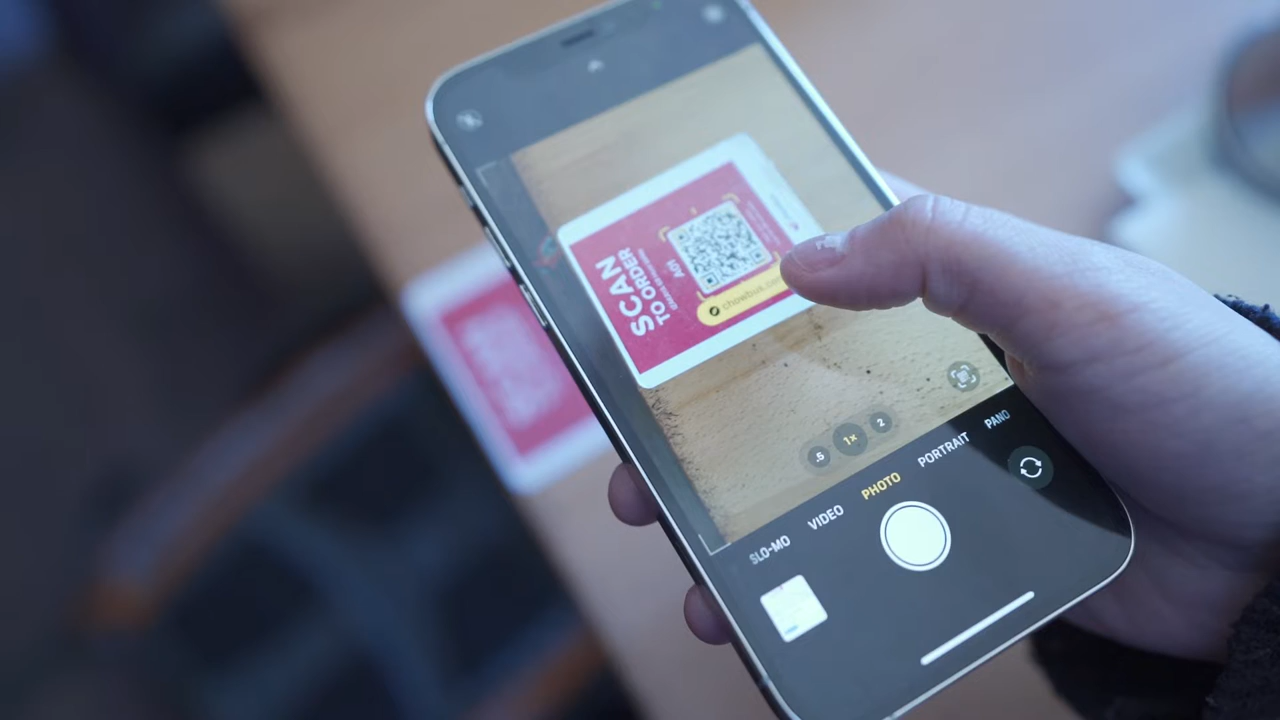 SCAN
TO ORDER
A01
chowbus.com
.5
1×
2
SLO-MO
VIDEO
PHOTO
PORTRAIT
PANO